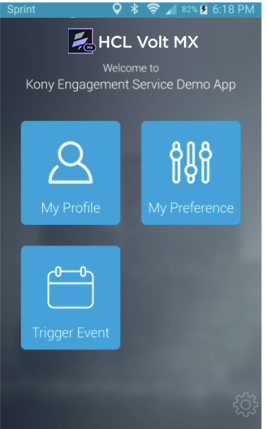 Sprint 82% 6:18 PM
HCL Volt MX
Welcome to
Kony Engagement Service Demo App
My Profile
My Preference
Trigger Event